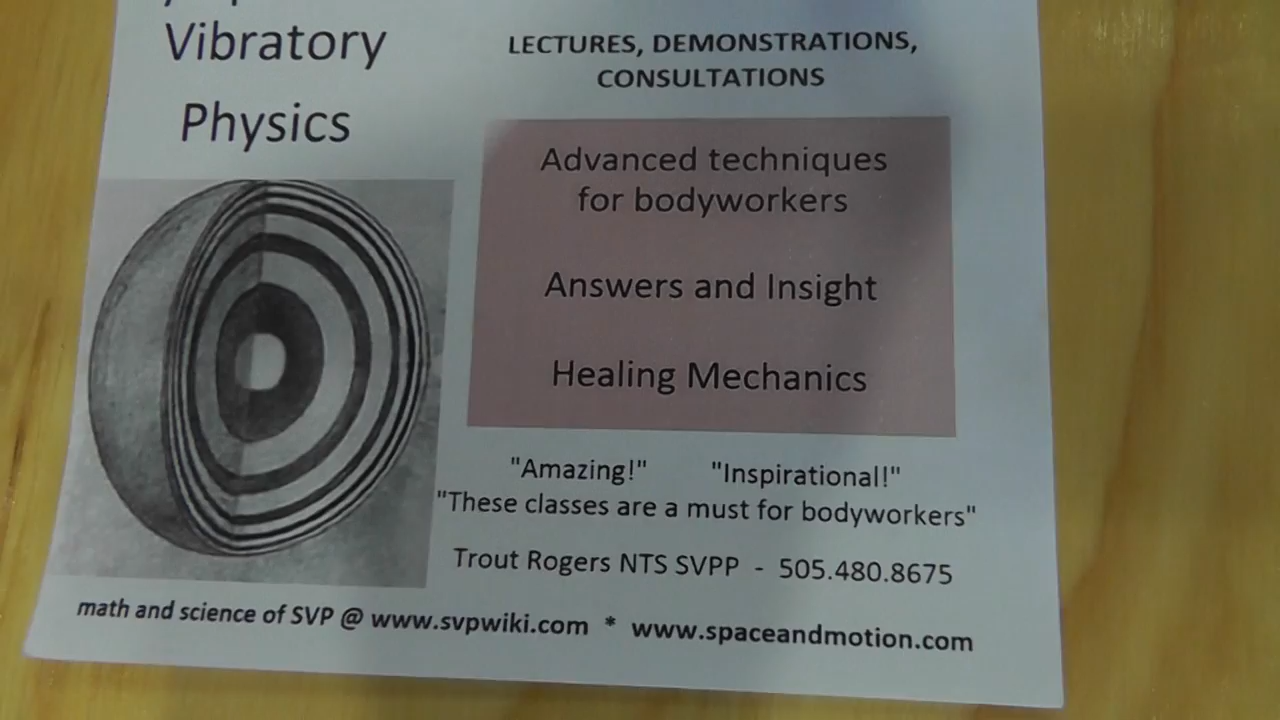 Vibratory
Physics
LECTURES, DEMONSTRATIONS,
CONSULTATIONS
Advanced techniques
for bodyworkers
Answers and Insight
Healing Mechanics
"Amazing!" "Inspirational!"
"These classes are a must for bodyworkers"
Trout Rogers NTS SVPP - 505.480.8675
math and science of SVP @ www.svpwiki.com * www.spaceandmotion.com